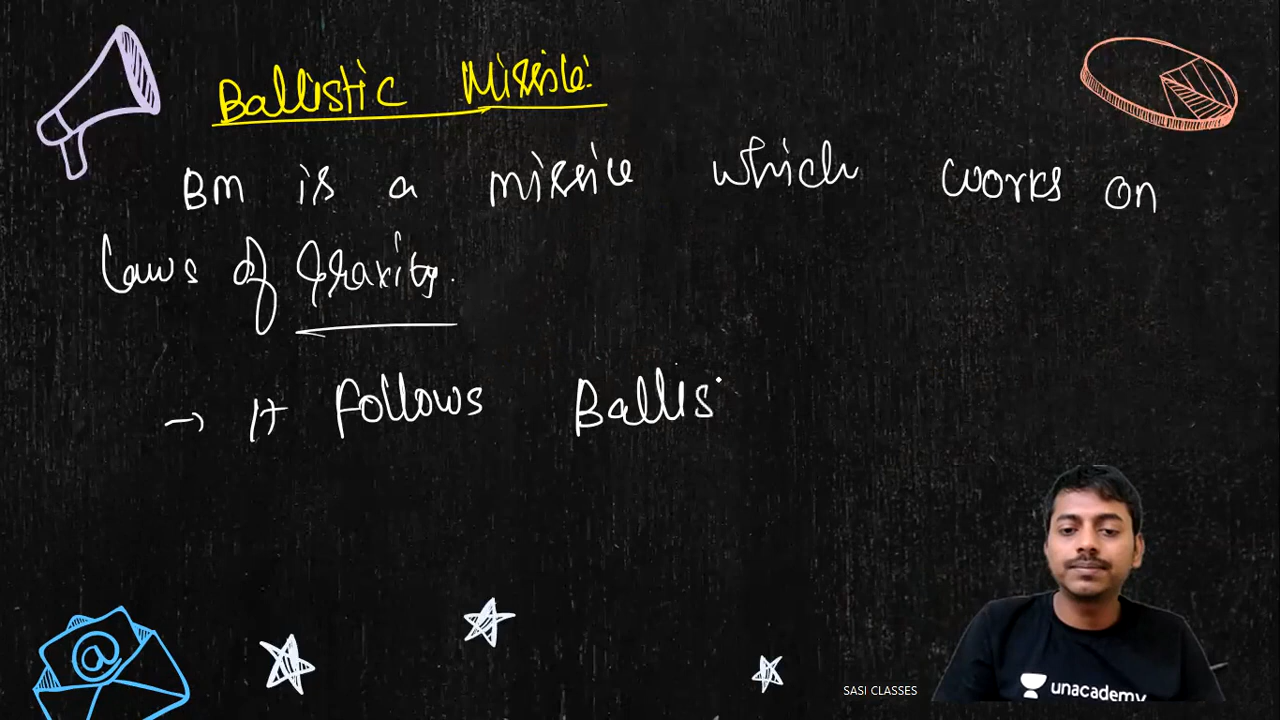 Ballistic Missile:
BM is a missile which works on
laws of Gravity.
→ It follows Ballis
@
SASI CLASSES
unacademy